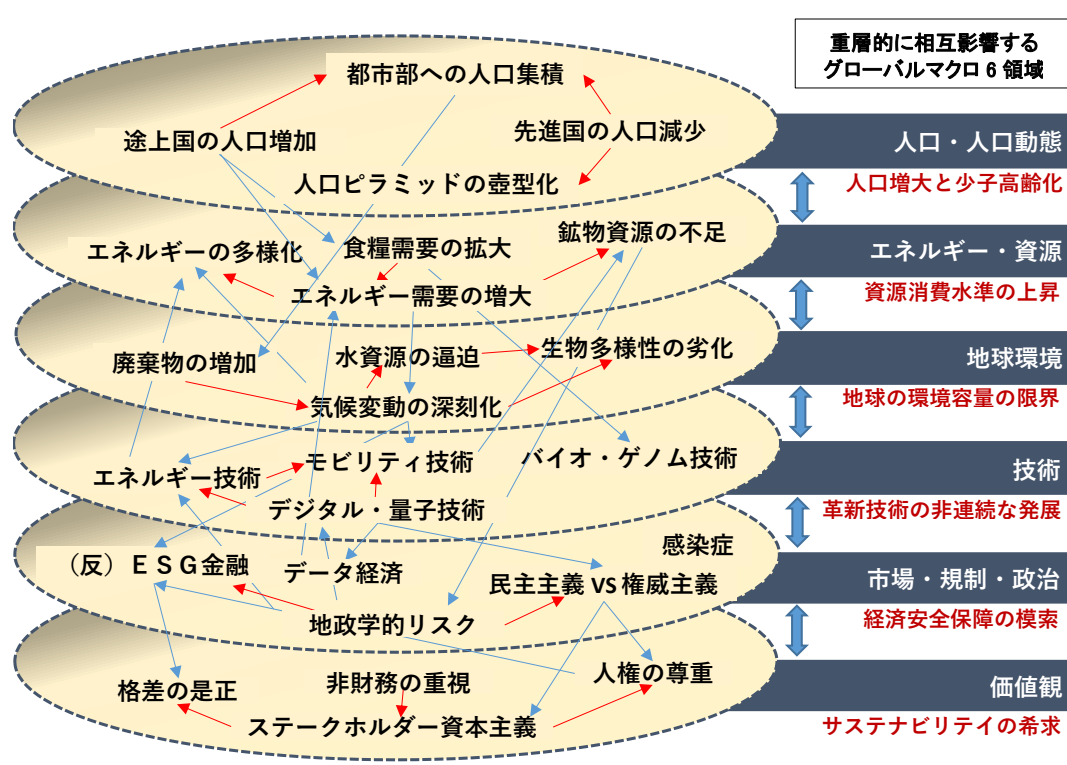 重層的に相互影響する
グローバルマクロ6領域
都市部への人口集積
途上国の人口増加
先進国の人口減少
人口ピラミッドの壺型化
人口・人口動態
人口増大と少子高齢化
エネルギーの多様化
食糧需要の拡大
鉱物資源の不足
エネルギー需要の増大
エネルギー・資源
資源消費水準の上昇
廃棄物の増加
水資源の逼迫
生物多様性の劣化
気候変動の深刻化
地球環境
地球の環境容量の限界
エネルギー技術
モビリティ技術
バイオ・ゲノム技術
デジタル・量子技術
技術
革新技術の非連続な発展
(反)ESG金融
データ経済
感染症
民主主義 VS 権威主義
地政学的リスク
市場・規制・政治
経済安全保障の模索
格差の是正
非財務の重視
人権の尊重
ステークホルダー資本主義
価値観
サステナビリテイの希求